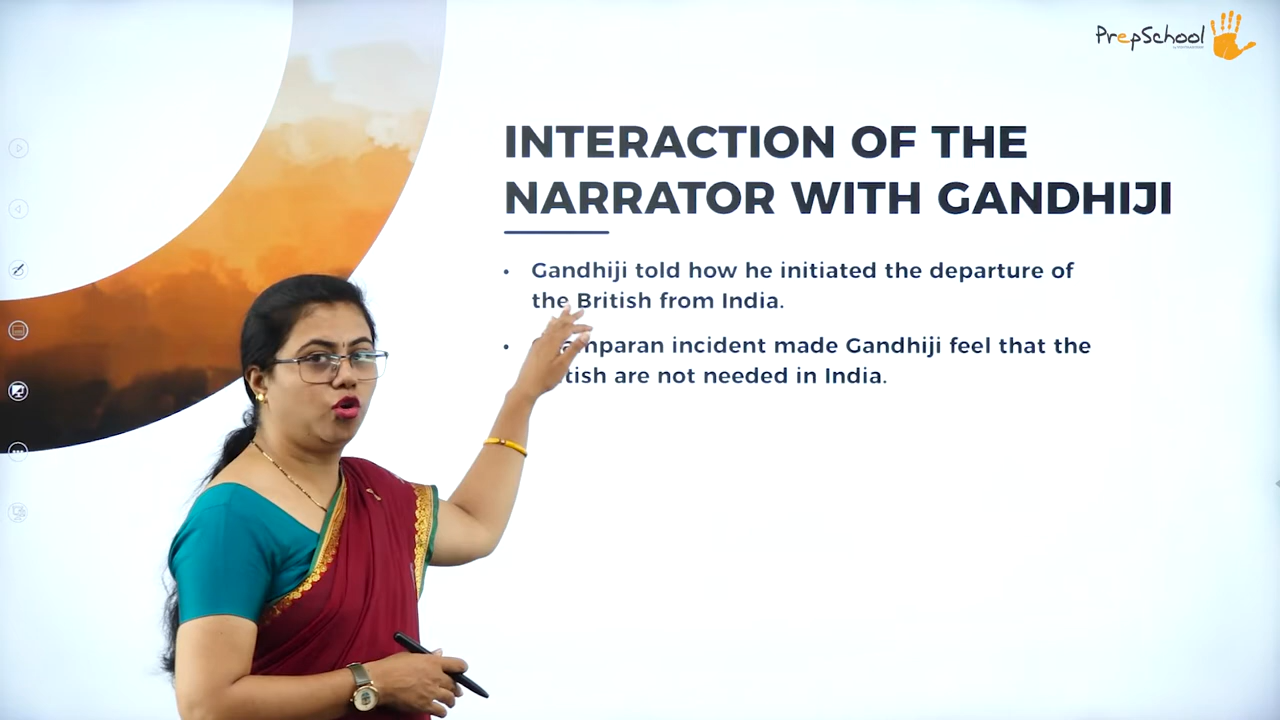 PrepSchool
INTERACTION OF THE
NARRATOR WITH GANDHIJI
• Gandhiji told how he initiated the departure of
the British from India.
• incident made Gandhiji feel that the
are not needed in India.